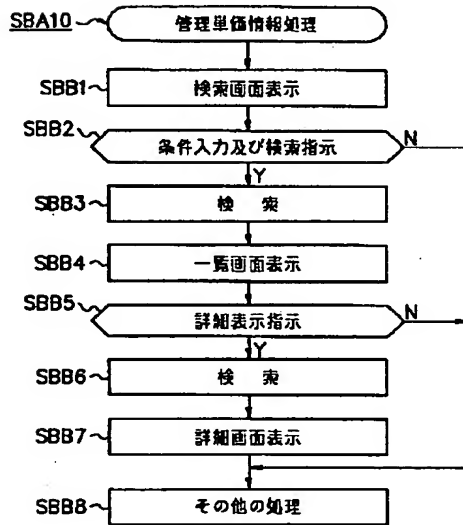 SBA10
管理単価情報処理
SBB1
検索画面表示
SBB2
条件入力及び検索指示
N
Y
SBB3
検 索
SBB4
一覧画面表示
SBB5
詳細表示指示
N
Y
SBB6
検 索
SBB7
詳細画面表示
SBB8
その他の処理